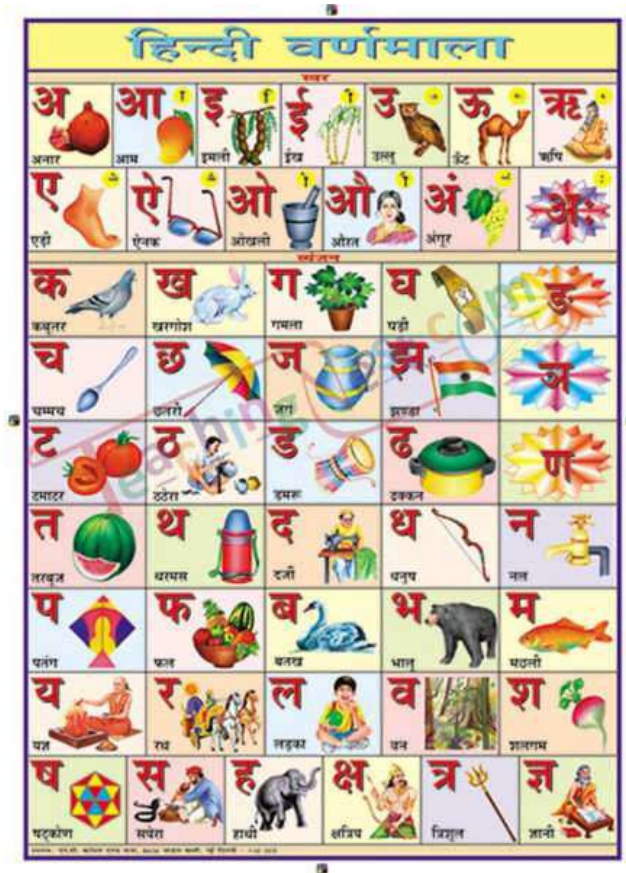 हिन्दी वर्णमाला
स्वर
अ आ इ ई उ ऊ ऋ
अनार आम इमली ईख उल्लू ऊँट ऋषि
ए ऐ ओ औ अं अः
एड़ी ऐनक ओखली औरत अंगूर
व्यंजन
क ख ग घ ङ
कबूतर खरगोश गमला घड़ी
च छ ज झ ञ
चम्मच छतरी जग झण्डा
ट ठ ड ढ ण
टमाटर ठठेरा डमरू ढक्कन
त थ द ध न
तरबूज थरमस दर्जी धनुष नल
प फ ब भ म
पतंग फल बतख भालू मछली
य र ल व श
यज्ञ रथ लड़का वन शलगम
ष स ह क्ष त्र ज्ञ
षट्कोण सपेरा हाथी क्षत्रिय त्रिशूल ज्ञानी